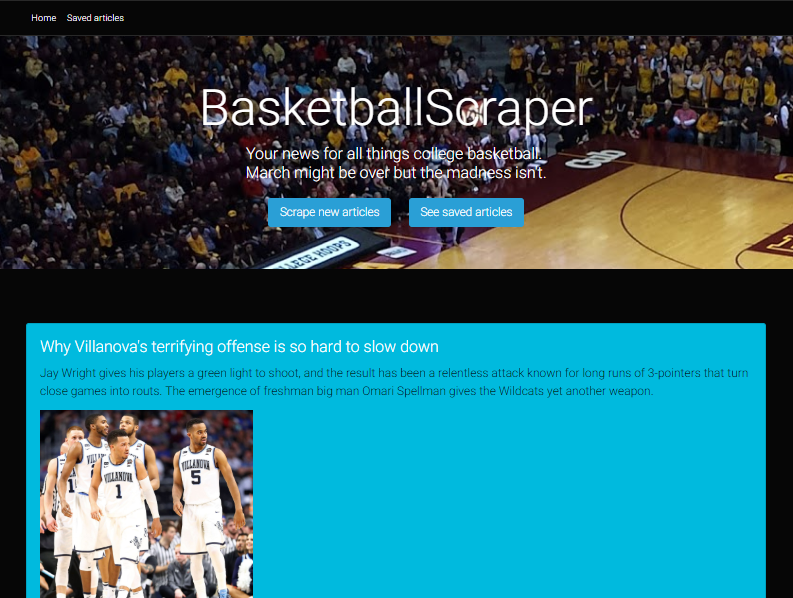 Home Saved articles
BasketballScraper
Your news for all things college basketball.
March might be over but the madness isn't.
Scrape new articles See saved articles
COLLEGE HOOPS
Why Villanova's terrifying offense is so hard to slow down
Jay Wright gives his players a green light to shoot, and the result has been a relentless attack known for long runs of 3-pointers that turn
close games into routs. The emergence of freshman big man Omari Spellman gives the Wildcats yet another weapon.
VILLANOVA
1
VILLANOVA
5